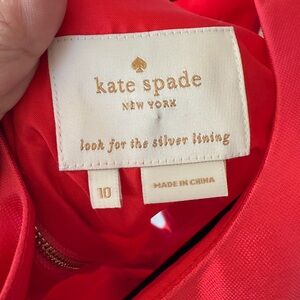 kate spade
NEW YORK
look for the silver lining
10
MADE IN CHINA